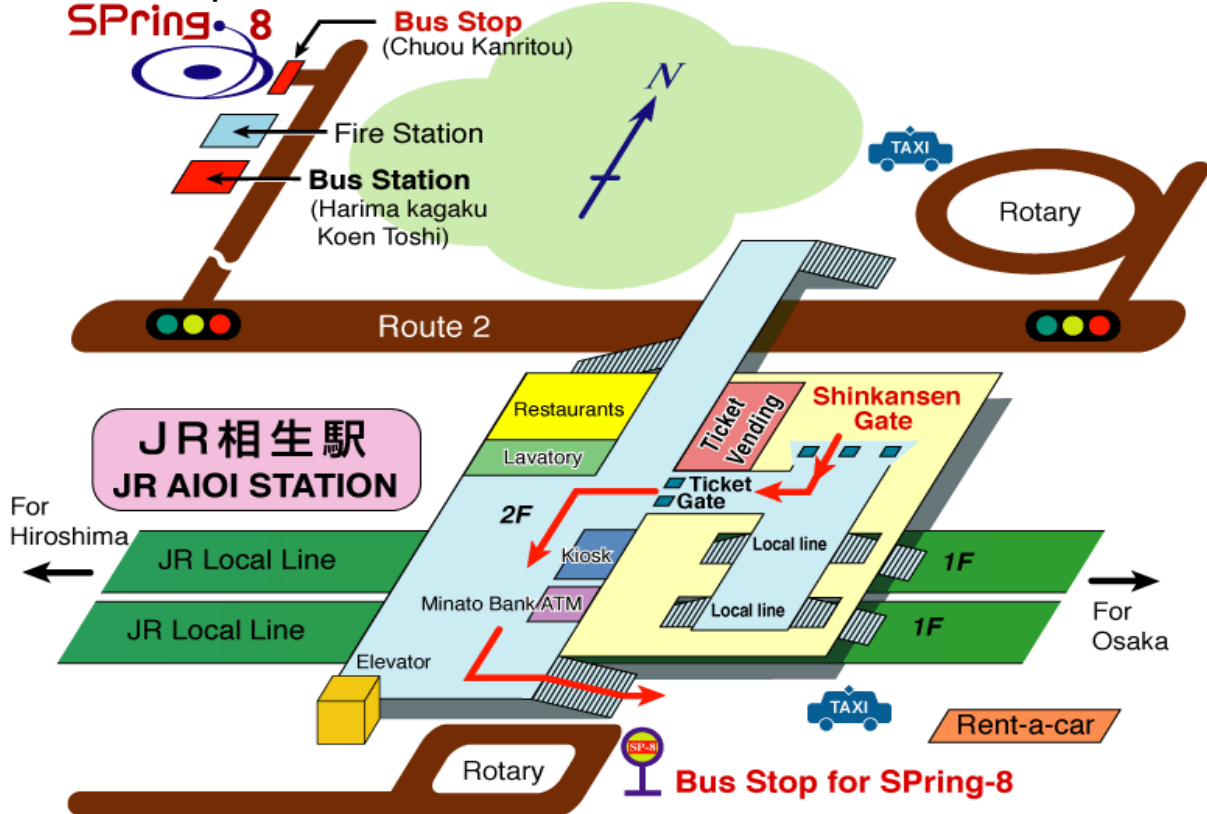 SPring-8
Bus Stop
(Chuou Kanritou)
N
Fire Station
TAXI
Bus Station
(Harima kagaku
Koen Toshi)
Rotary
Route 2
Restaurants
Ticket
Vending
Shinkansen
Gate
JR相生駅
JR AIOI STATION
Lavatory
Ticket
Gate
For
Hiroshima
2F
JR Local Line
Kiosk
Local line
1F
Minato Bank ATM
JR Local Line
Local line
1F
For
Osaka
Elevator
TAXI
Rent-a-car
Rotary
SP-8
Bus Stop for SPring-8